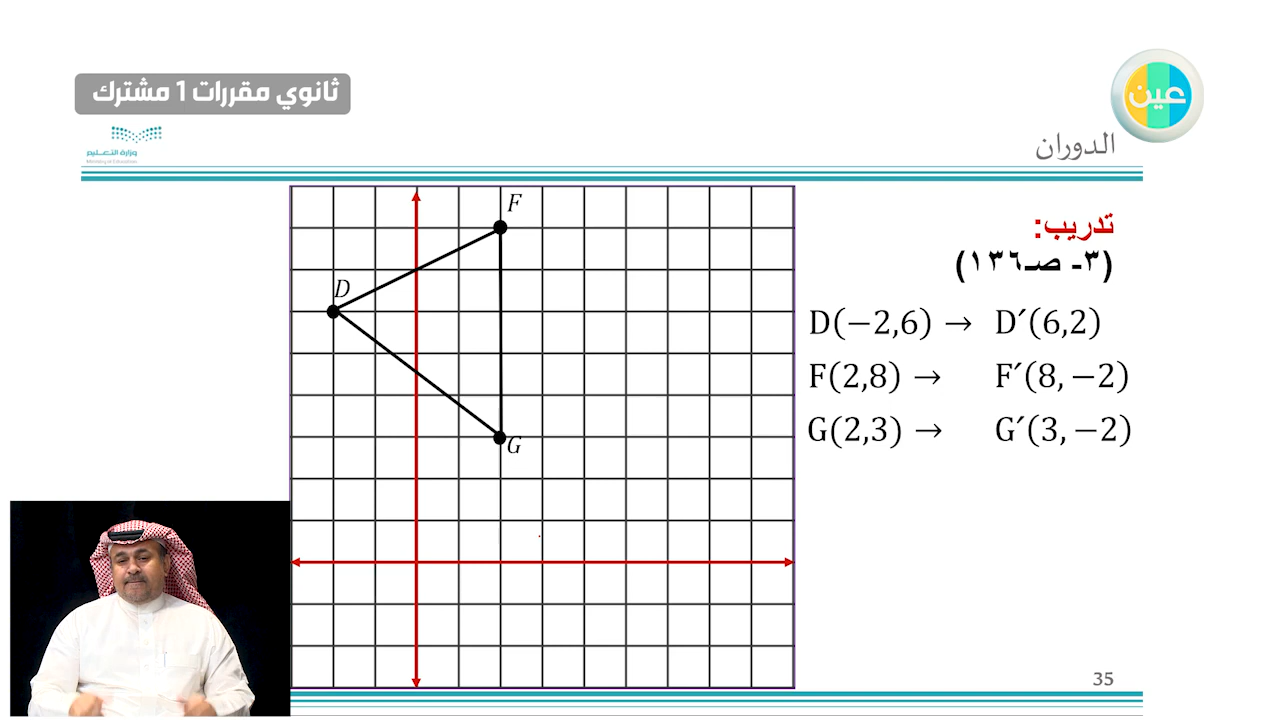 ثانوي مقررات 1 مشترك
عين
وزارة التعليم
Ministry of Education
الدوران
تدريب:
(٣- صـ١٣٦)
D(−2,6) → D´(6,2)
F(2,8) → F´(8,−2)
G(2,3) → G´(3,−2)
F
D
G
35